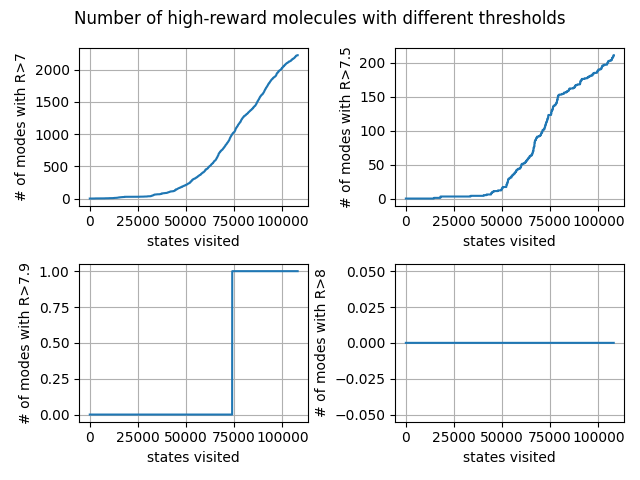 Number of high-reward molecules with different thresholds
# of modes with R>7
2000
1500
1000
500
0
0 25000 50000 75000 100000
states visited
# of modes with R>7.5
200
150
100
50
0
0 25000 50000 75000 100000
states visited
# of modes with R>7.9
1.00
0.75
0.50
0.25
0.00
0 25000 50000 75000 100000
states visited
# of modes with R>8
0.050
0.025
0.000
−0.025
−0.050
0 25000 50000 75000 100000
states visited